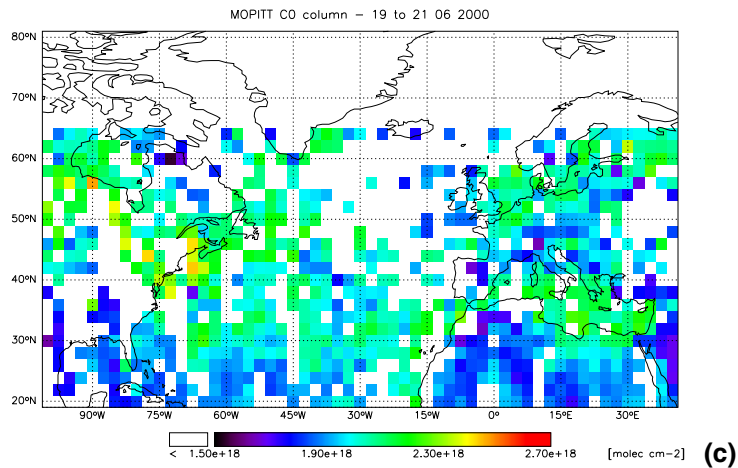 MOPITT CO column - 19 to 21 06 2000
80°N
70°N
60°N
50°N
40°N
30°N
20°N
90°W 75°W 60°W 45°W 30°W 15°W 0°E 15°E 30°E
< 1.50e+18 1.90e+18 2.30e+18 2.70e+18 [molec cm-2]
(c)